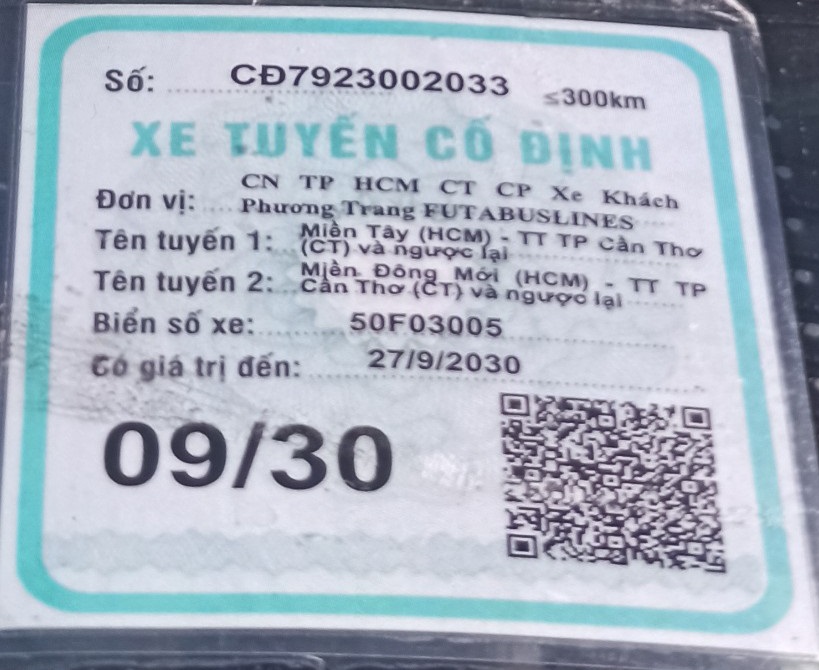 Số: CĐ7923002033 ≤300km
XE TUYẾN CỐ ĐỊNH
Đơn vị: CN TP HCM CT CP Xe Khách
Phương Trang FUTABUSLINES
Tên tuyến 1: Miền Tây (HCM) - TT TP Cần Thơ
(CT) và ngược lại
Tên tuyến 2: Miền Đông Mới (HCM) - TT TP
Cần Thơ (CT) và ngược lại
Biển số xe: 50F03005
Có giá trị đến: 27/9/2030
09/30